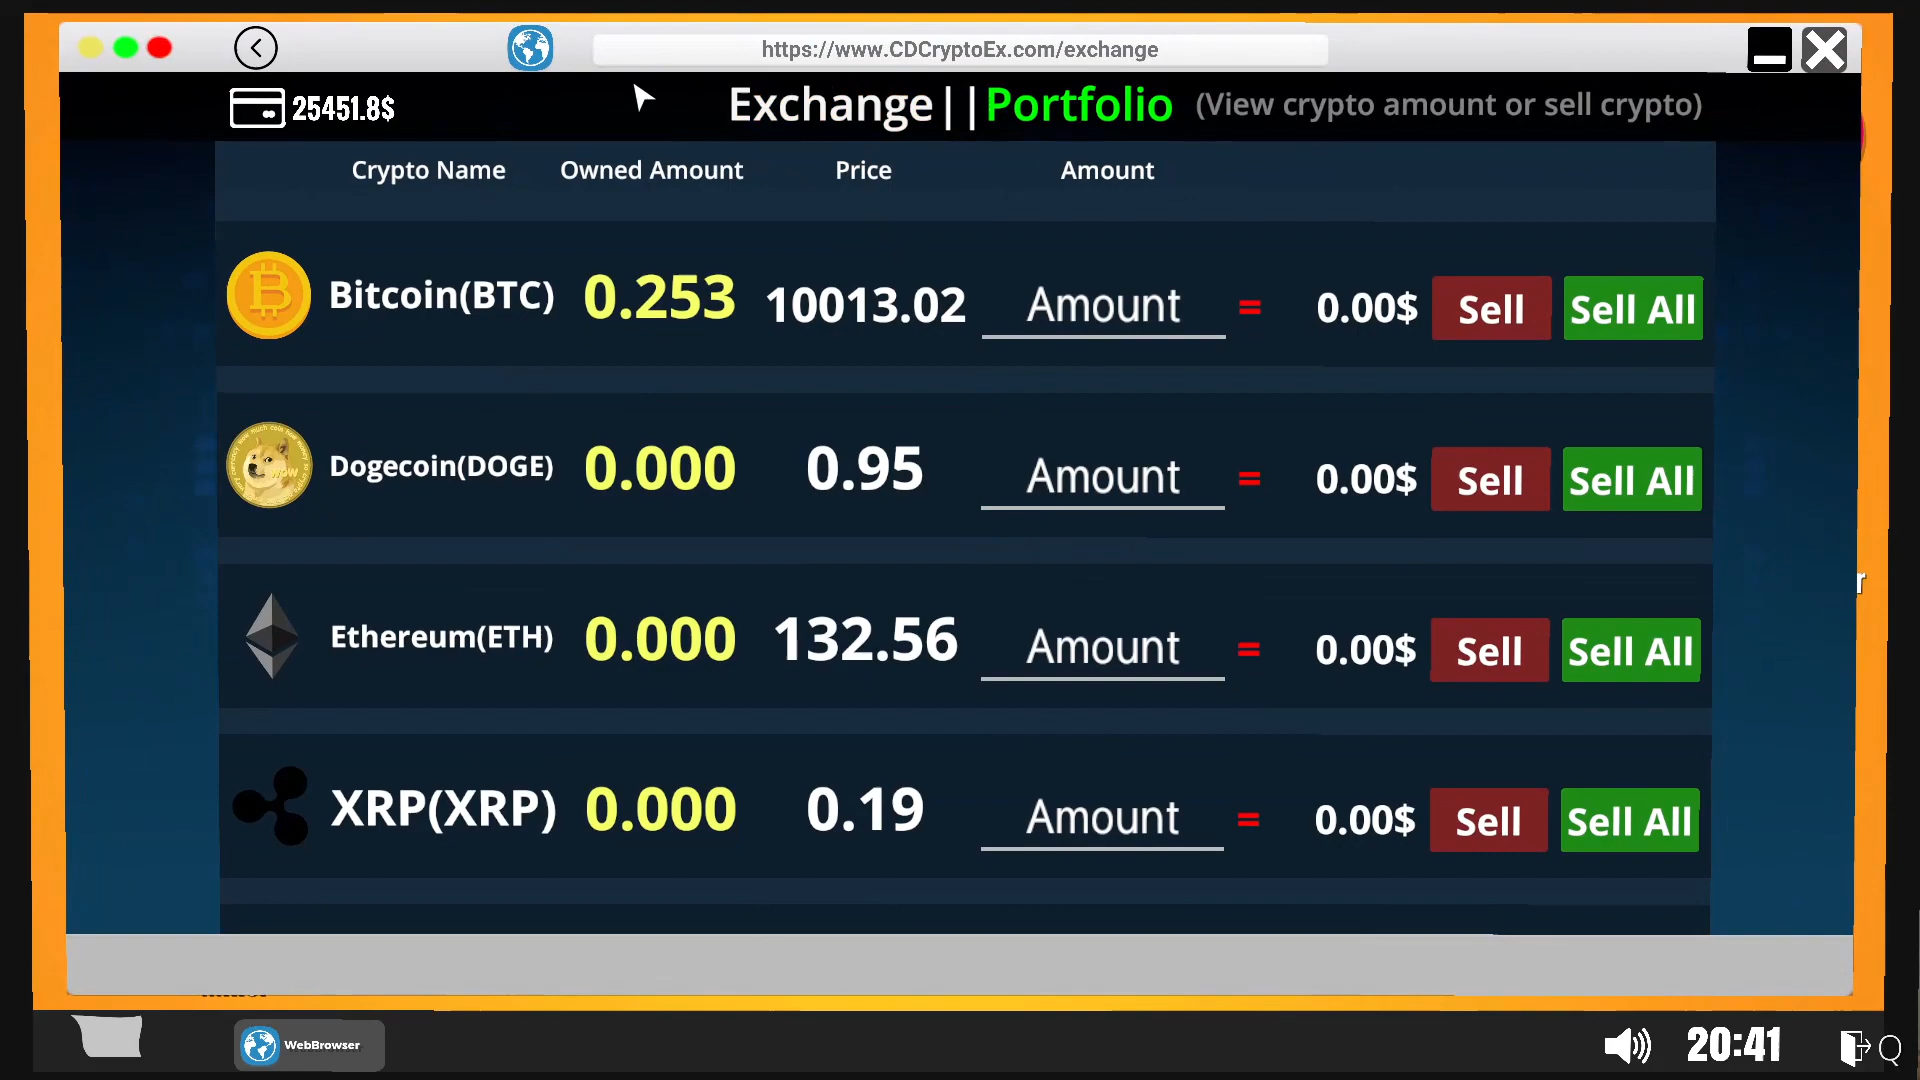 https://www.CDCryptoEx.com/exchange
25451.8$
Exchange||Portfolio (View crypto amount or sell crypto)
Crypto Name Owned Amount Price Amount
Bitcoin(BTC) 0.253 10013.02 Amount = 0.00$ Sell Sell All
Dogecoin(DOGE) 0.000 0.95 Amount = 0.00$ Sell Sell All
Ethereum(ETH) 0.000 132.56 Amount = 0.00$ Sell Sell All
XRP(XRP) 0.000 0.19 Amount = 0.00$ Sell Sell All
WebBrowser 20:41 Q